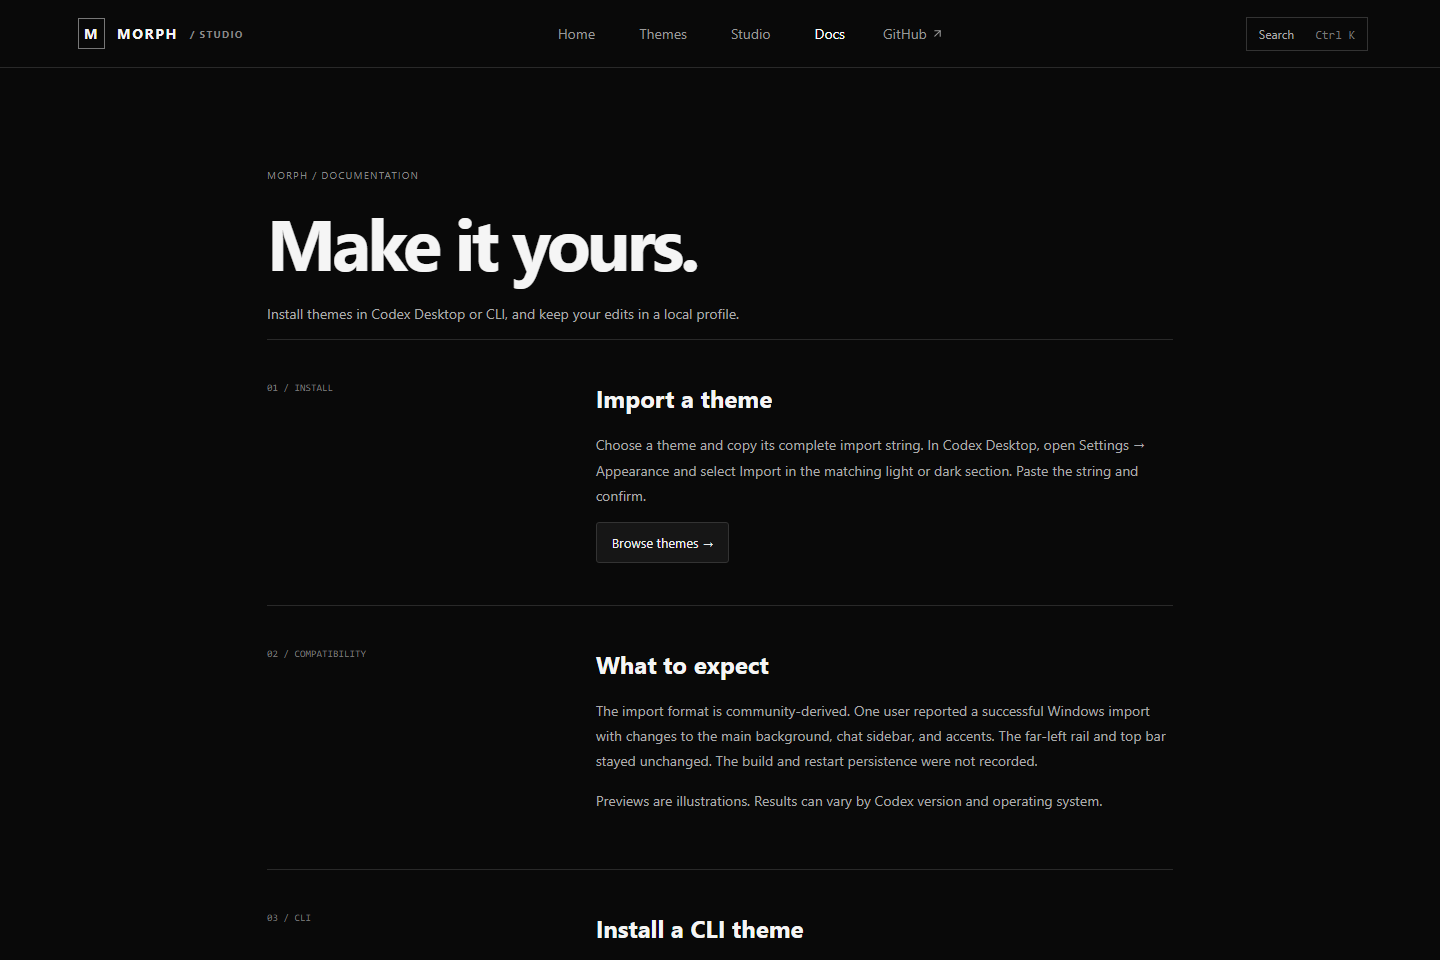 M MORPH / STUDIO
Home Themes Studio Docs GitHub ↗
Search Ctrl K
MORPH / DOCUMENTATION
Make it yours.
Install themes in Codex Desktop or CLI, and keep your edits in a local profile.
01 / INSTALL
Import a theme
Choose a theme and copy its complete import string. In Codex Desktop, open Settings →
Appearance and select Import in the matching light or dark section. Paste the string and
confirm.
Browse themes →
02 / COMPATIBILITY
What to expect
The import format is community-derived. One user reported a successful Windows import
with changes to the main background, chat sidebar, and accents. The far-left rail and top bar
stayed unchanged. The build and restart persistence were not recorded.
Previews are illustrations. Results can vary by Codex version and operating system.
03 / CLI
Install a CLI theme